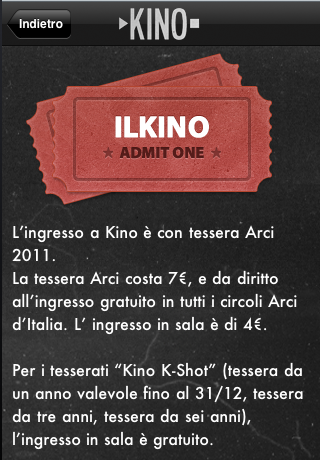 Indietro
KINO
ILKINO
ADMIT ONE
L'ingresso a Kino è con tessera Arci
2011.
La tessera Arci costa 7€, e da diritto
all'ingresso gratuito in tutti i circoli Arci
d'Italia. L' ingresso in sala è di 4€.
Per i tesserati “Kino K-Shot” (tessera da
un anno valevole fino al 31/12, tessera
da tre anni, tessera da sei anni),
l'ingresso in sala è gratuito.